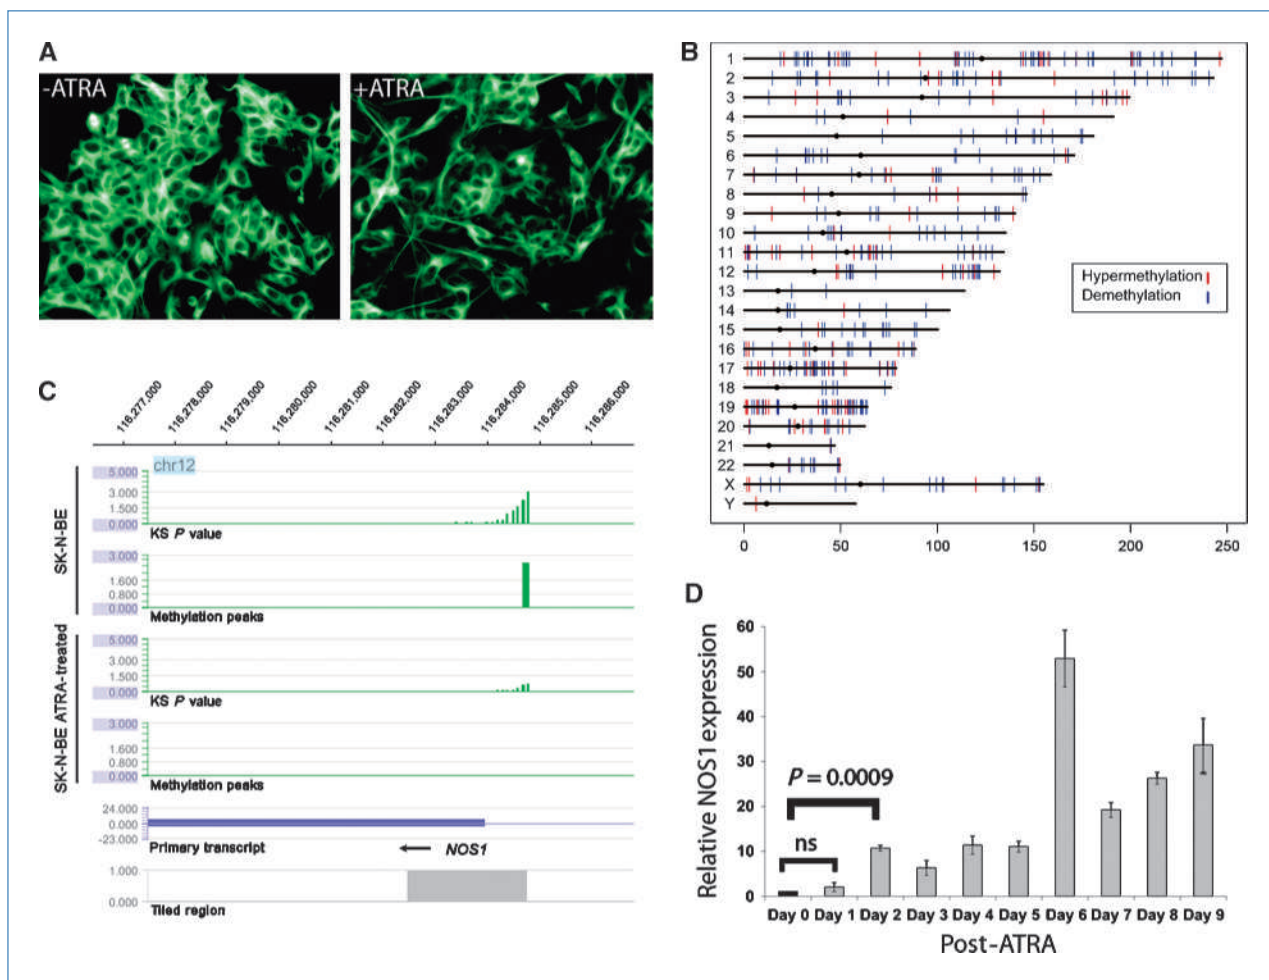 A
-ATRA
+ATRA
B
1
2
3
4
5
6
7
8
9
10
11
12
13
14
15
16
17
18
19
20
21
22
X
Y
Hypermethylation
Demethylation
0 50 100 150 200 250
C
116,277,000 116,278,000 116,279,000 116,280,000 116,281,000 116,282,000 116,283,000 116,284,000 116,285,000 116,286,000
SK-N-BE
chr12
5.000
3.000
1.500
0.000
KS P value
3.000
1.600
0.800
0.000
Methylation peaks
SK-N-BE ATRA-treated
5.000
3.000
1.500
0.000
KS P value
3.000
1.600
0.800
0.000
Methylation peaks
24.000
0.000
-23.000
Primary transcript
NOS1
1.000
0.000
Tiled region
D
Relative NOS1 expression
60
50
40
30
20
10
0
P = 0.0009
ns
Day 0 Day 1 Day 2 Day 3 Day 4 Day 5 Day 6 Day 7 Day 8 Day 9
Post-ATRA